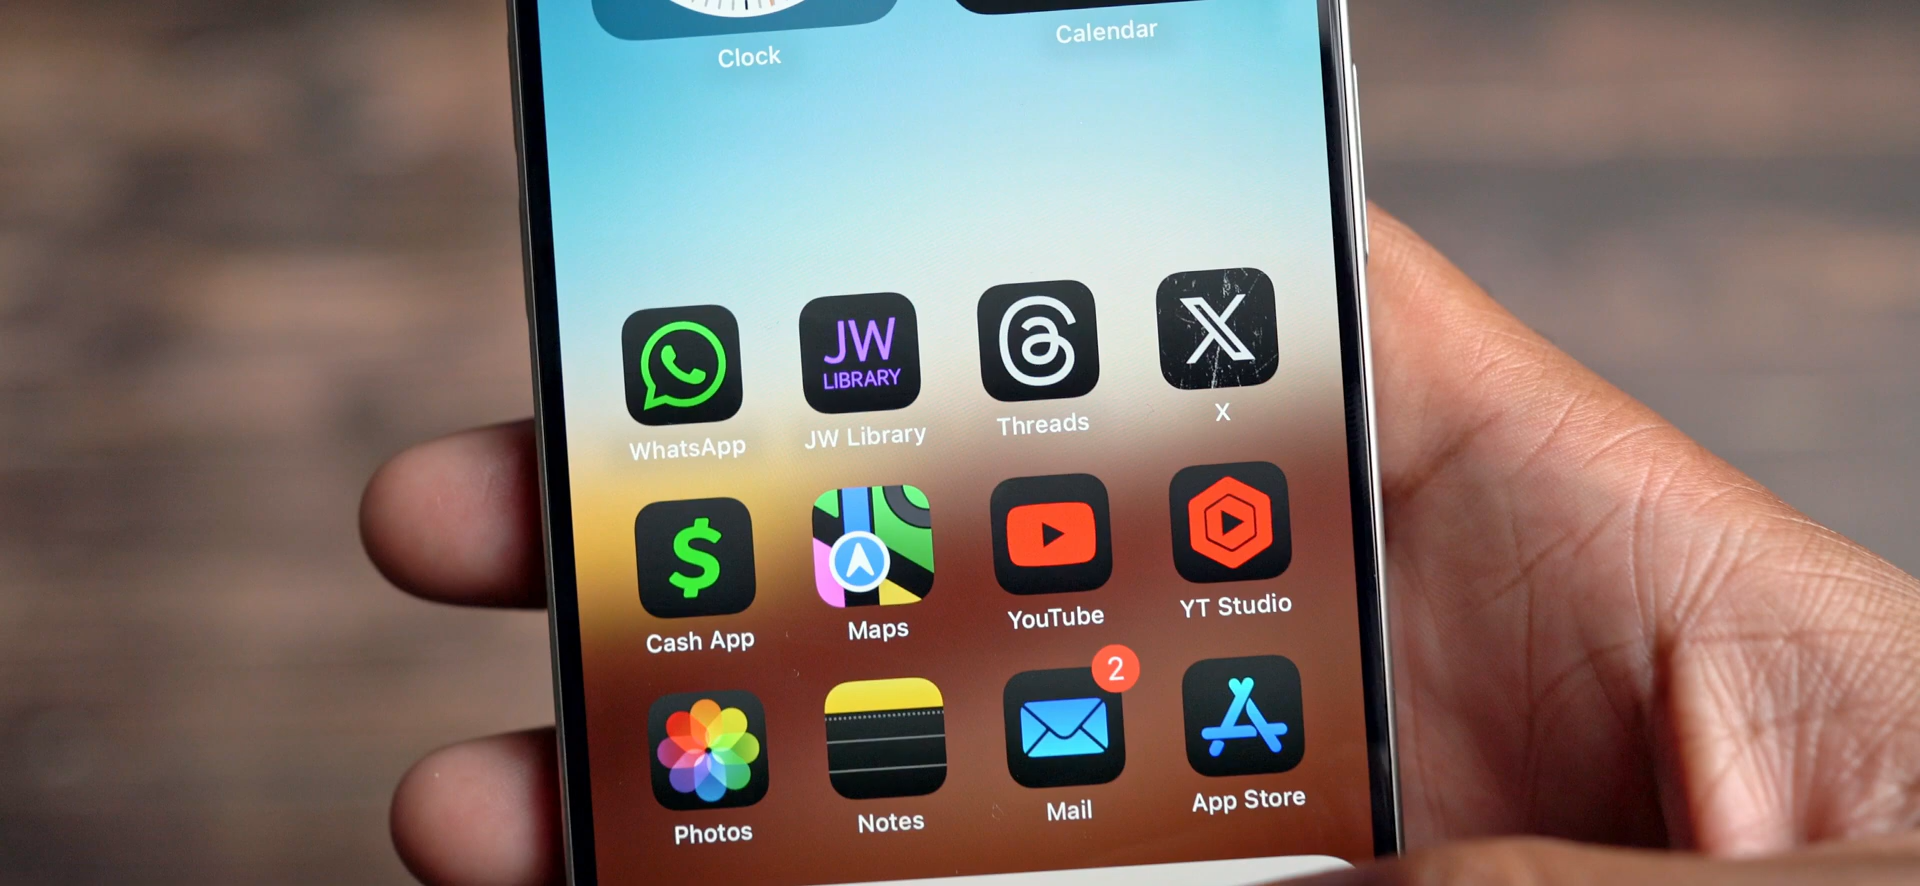 Clock
Calendar
JW
LIBRARY
WhatsApp
JW Library
Threads
X
$
Cash App
Maps
YouTube
YT Studio
2
Photos
Notes
Mail
App Store